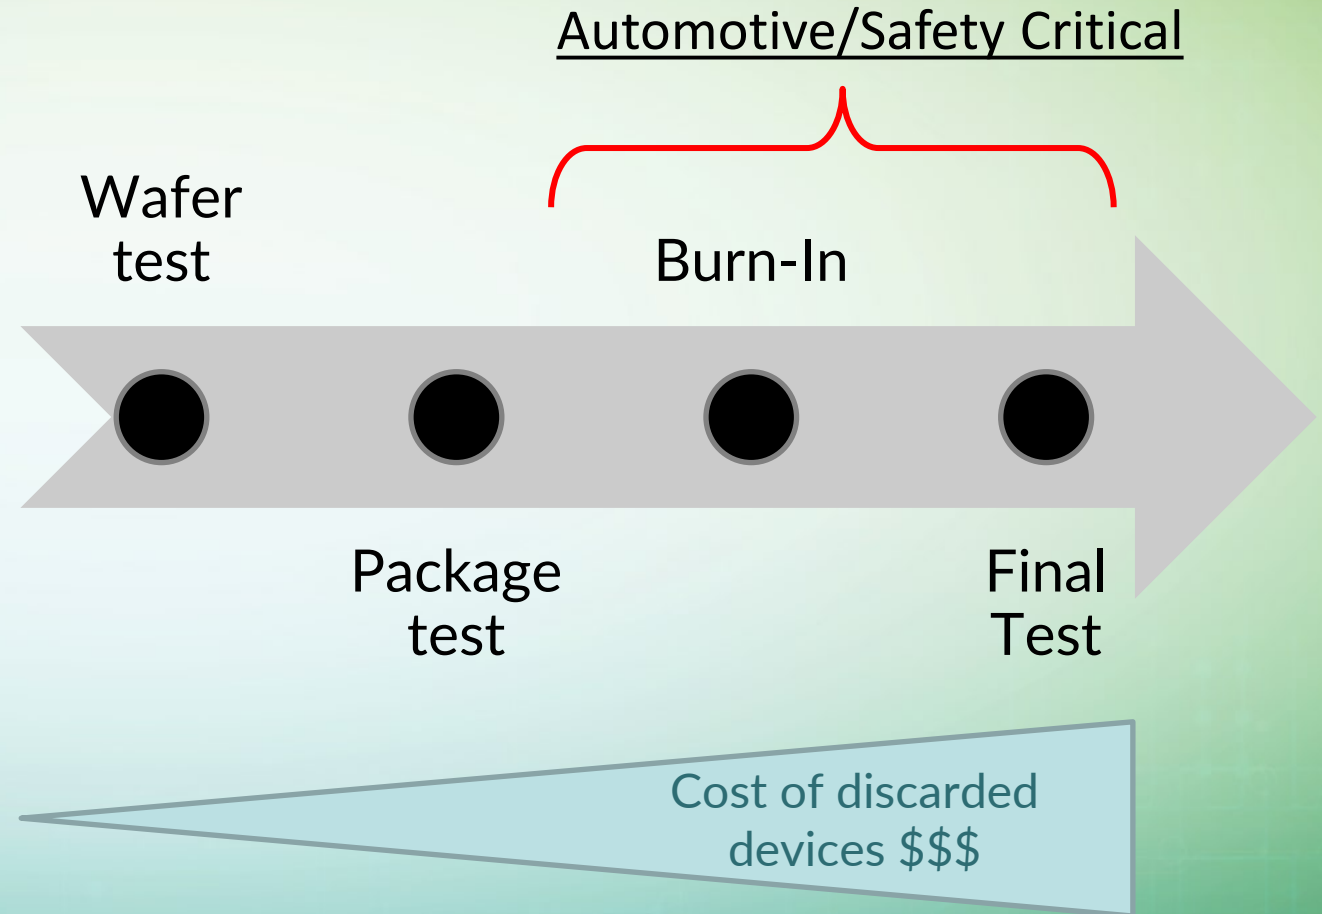 Automotive/Safety Critical
Wafer
test
Burn-In
Package
test
Final
Test
Cost of discarded
devices $$$